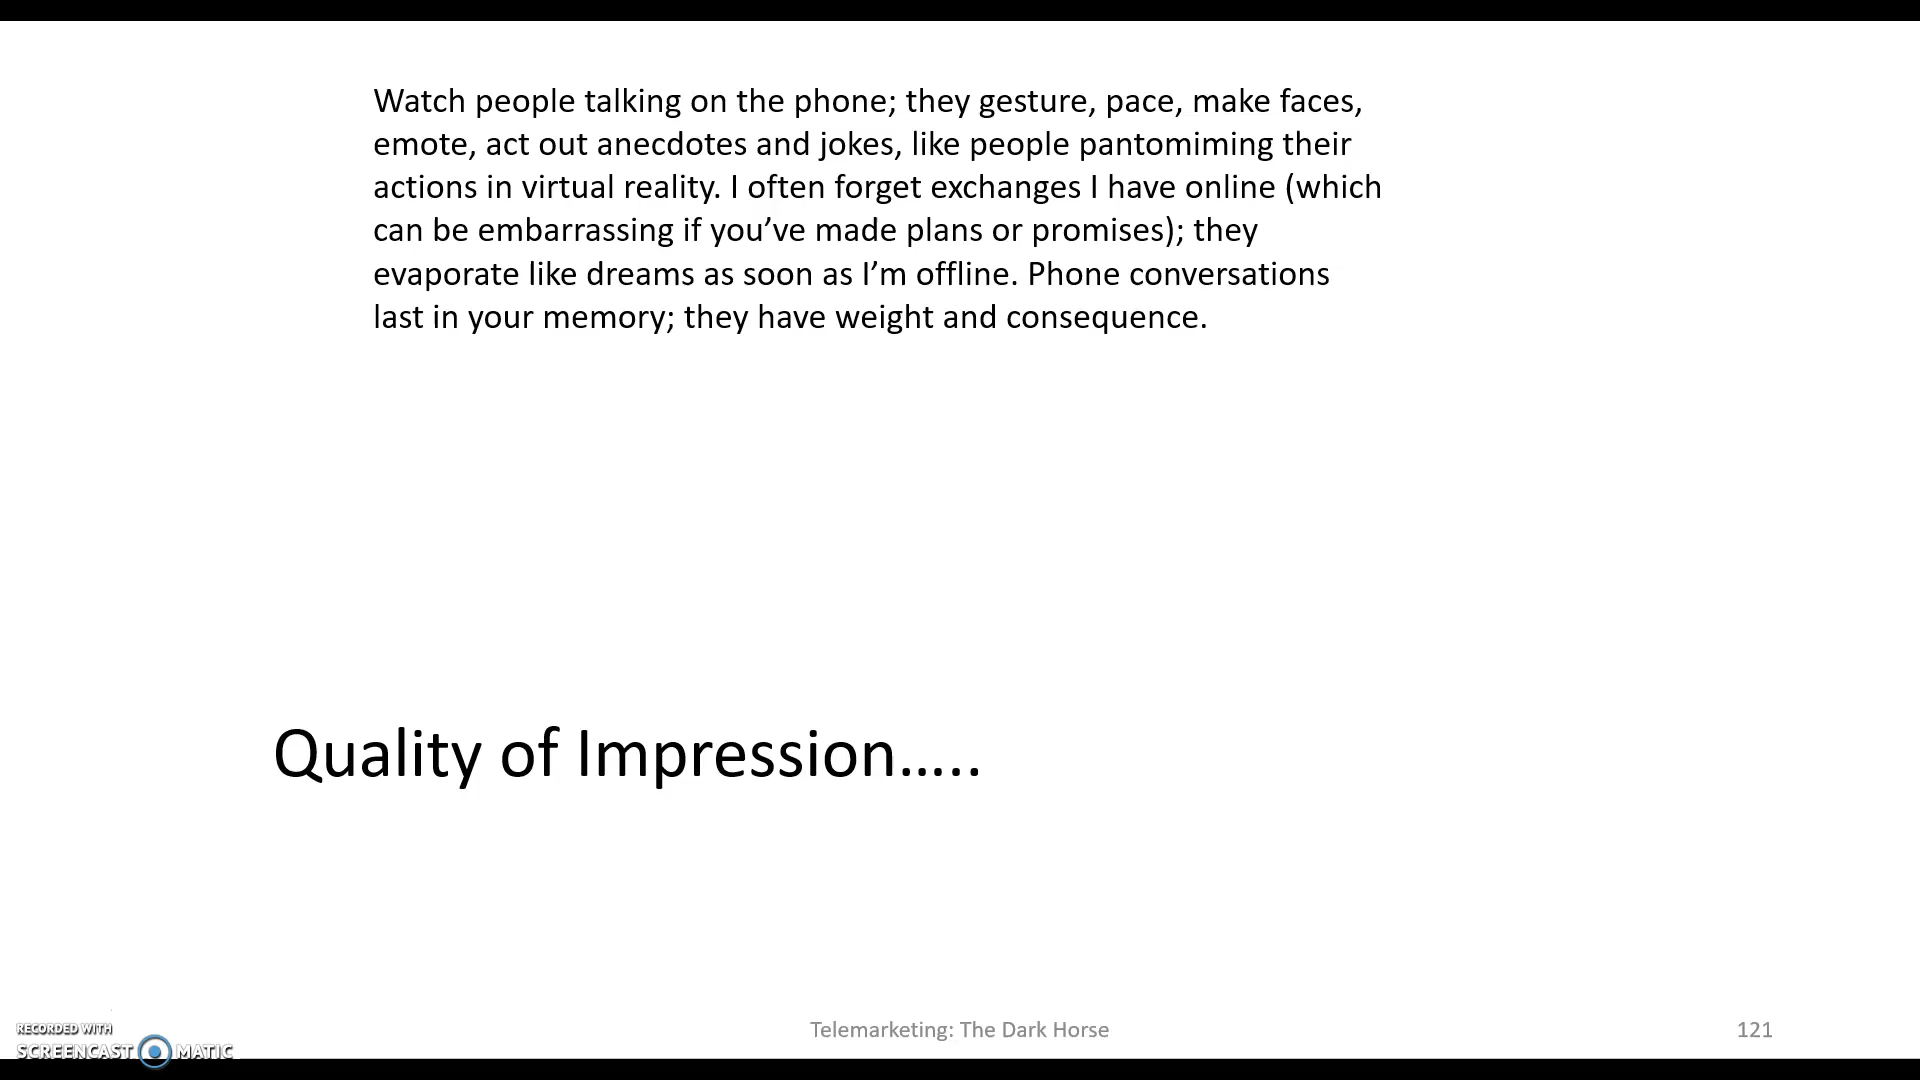 Watch people talking on the phone; they gesture, pace, make faces,
emote, act out anecdotes and jokes, like people pantomiming their
actions in virtual reality. I often forget exchanges I have online (which
can be embarrassing if you’ve made plans or promises); they
evaporate like dreams as soon as I’m offline. Phone conversations
last in your memory; they have weight and consequence.
Quality of Impression.....
Telemarketing: The Dark Horse
121
RECORDED WITH
SCREENCAST MATIC